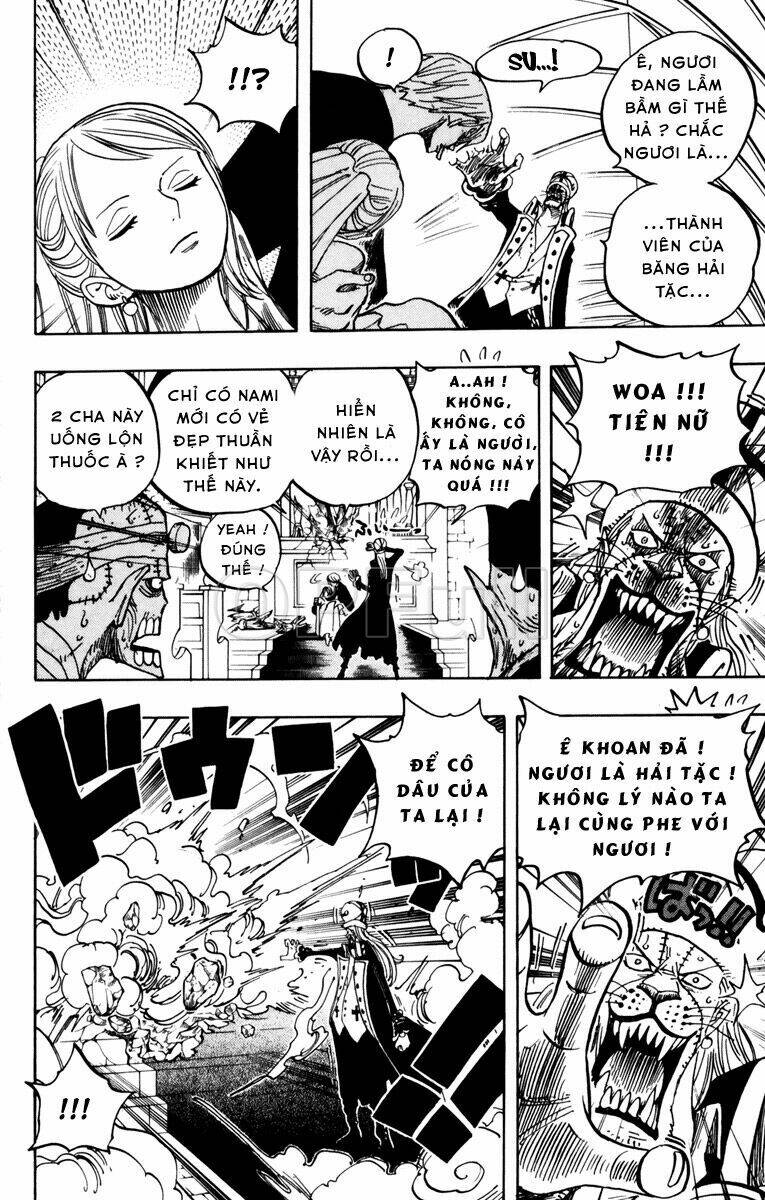 Ê, NGƯƠI
ĐANG LẦM
BẦM GÌ THẾ
HẢ ? CHẮC
NGƯƠI LÀ...
...THÀNH
VIÊN CỦA
BĂNG HẢI
TẶC...
SU...!
!
!!?
WOA !!!
TIÊN NỮ
!!!
A..AH !
KHÔNG,
KHÔNG, CÔ
ẤY LÀ NGƯỜI,
TA NÓNG NẢY
QUÁ !!!
HIỂN
NHIÊN LÀ
VẬY RỒI...
CHỈ CÓ NAMI
MỚI CÓ VẺ
ĐẸP THUẦN
KHIẾT NHƯ
THẾ NÀY.
YEAH !
ĐÚNG
THẾ !
2 CHA NÀY
UỐNG LỘN
THUỐC À ?
Ê KHOAN ĐÃ !
NGƯƠI LÀ HẢI TẶC !
KHÔNG LÝ NÀO TA
LẠI CÙNG PHE VỚI
NGƯƠI !
ばっ!!
ĐỂ CÔ
DÂU CỦA
TA LẠI !
ドゥン!!
!!!